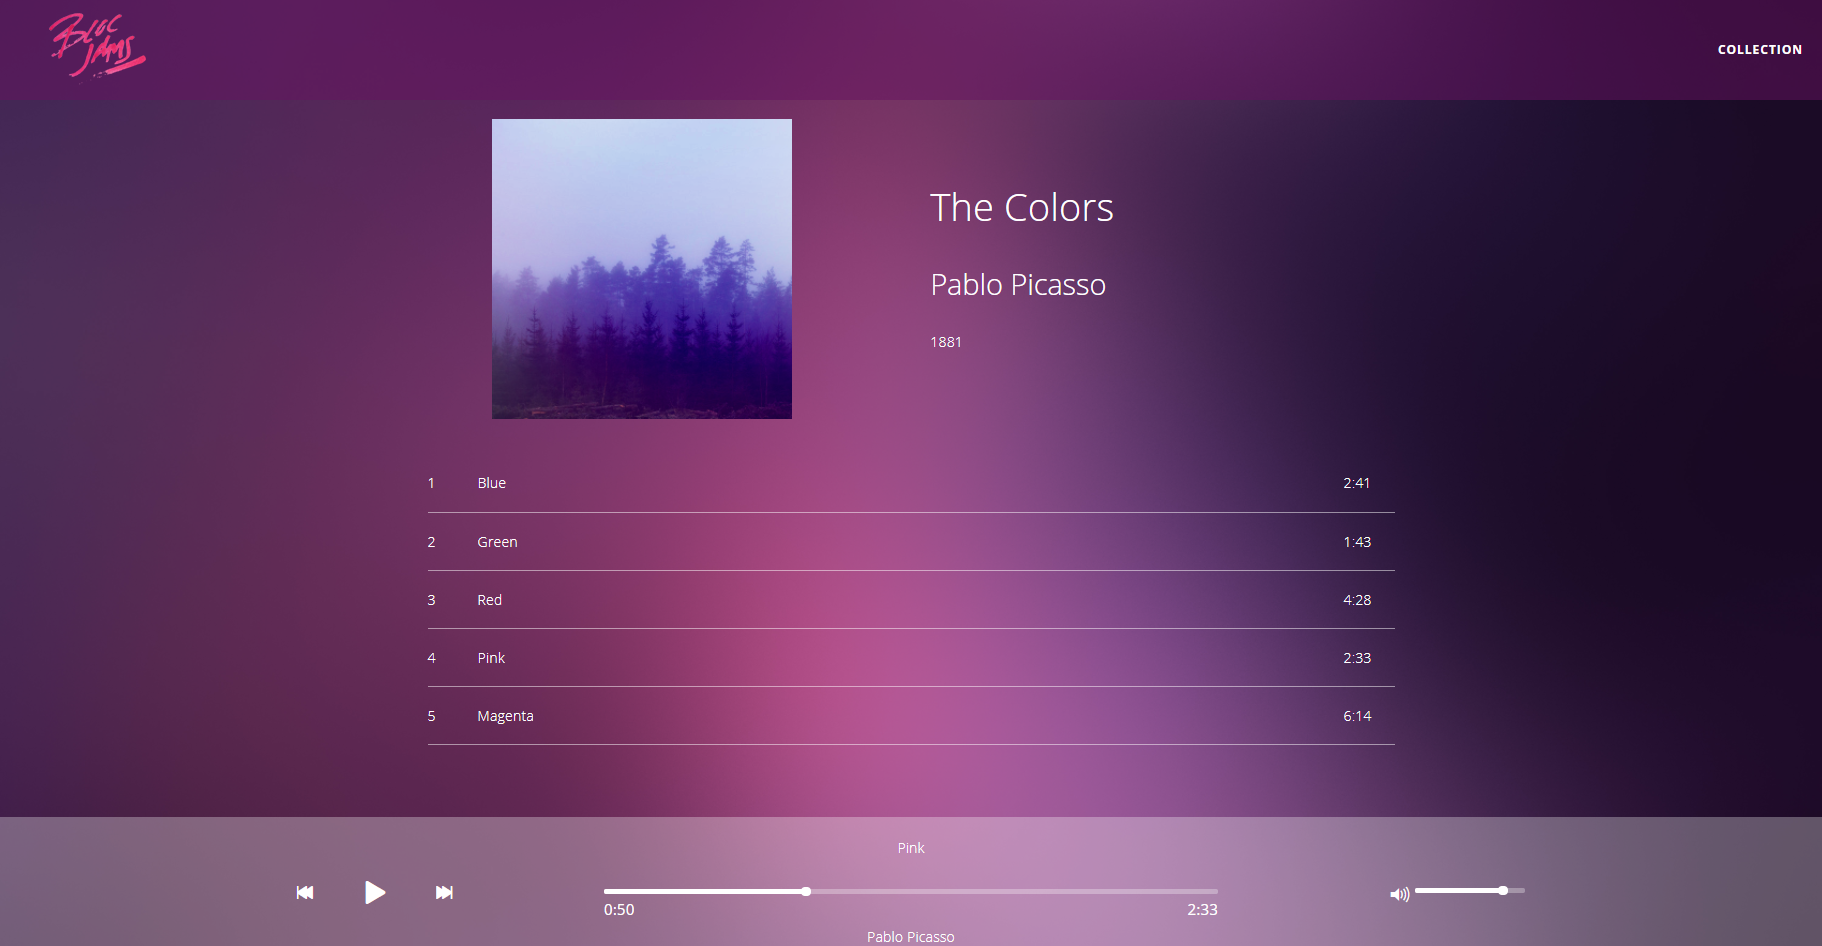 BLOC
JAMS
COLLECTION
The Colors
Pablo Picasso
1881
1 Blue 2:41
2 Green 1:43
3 Red 4:28
4 Pink 2:33
5 Magenta 6:14
Pink
0:50 2:33
Pablo Picasso